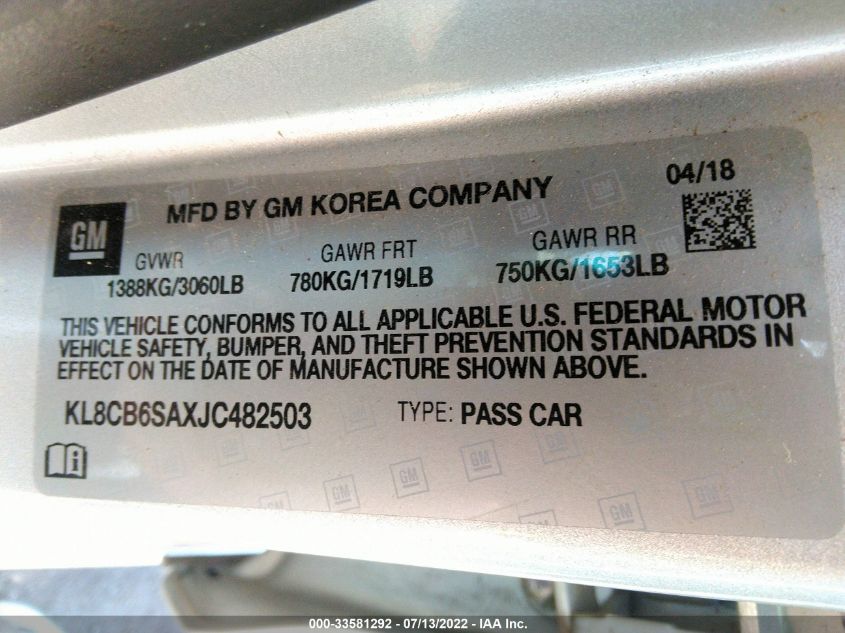 04/18
MFD BY GM KOREA COMPANY
GM
GVWR GAWR FRT GAWR RR
1388KG/3060LB 780KG/1719LB 750KG/1653LB
THIS VEHICLE CONFORMS TO ALL APPLICABLE U.S. FEDERAL MOTOR
VEHICLE SAFETY, BUMPER, AND THEFT PREVENTION STANDARDS IN
EFFECT ON THE DATE OF MANUFACTURE SHOWN ABOVE.
KL8CB6SAXJC482503 TYPE: PASS CAR
000-33581292 - 07/13/2022 - IAA Inc.